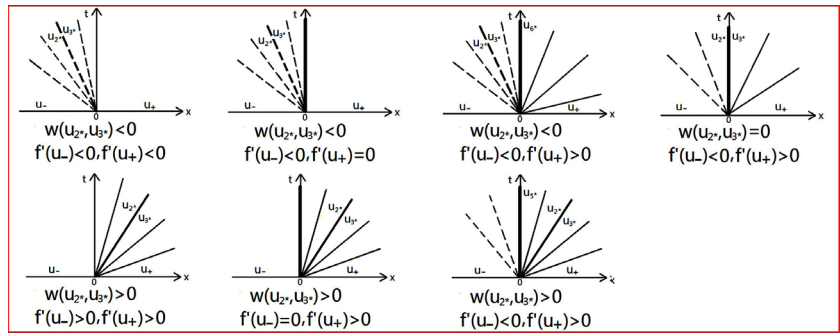 t
u₂* u₃*
u₋ 0 u₊ x
w(u₂*,u₃*)<0
f'(u₋)<0,f'(u₊)<0
t
u₂* u₃*
u₋ 0 u₊ x
w(u₂*,u₃*)<0
f'(u₋)<0,f'(u₊)=0
t
u₂* u₃* u₆*
u₋ 0 u₊ x
w(u₂*,u₃*)<0
f'(u₋)<0,f'(u₊)>0
t
u₂* u₃*
u₋ 0 u₊ x
w(u₂*,u₃*)=0
f'(u₋)<0,f'(u₊)>0
t
u₂* u₃*
u₋ 0 u₊ x
w(u₂*,u₃*)>0
f'(u₋)>0,f'(u₊)>0
t
u₂* u₃*
u₋ 0 u₊ x
w(u₂*,u₃*)>0
f'(u₋)=0,f'(u₊)>0
t
u₅* u₂* u₃*
u₋ 0 u₊ x
w(u₂*,u₃*)>0
f'(u₋)<0,f'(u₊)>0